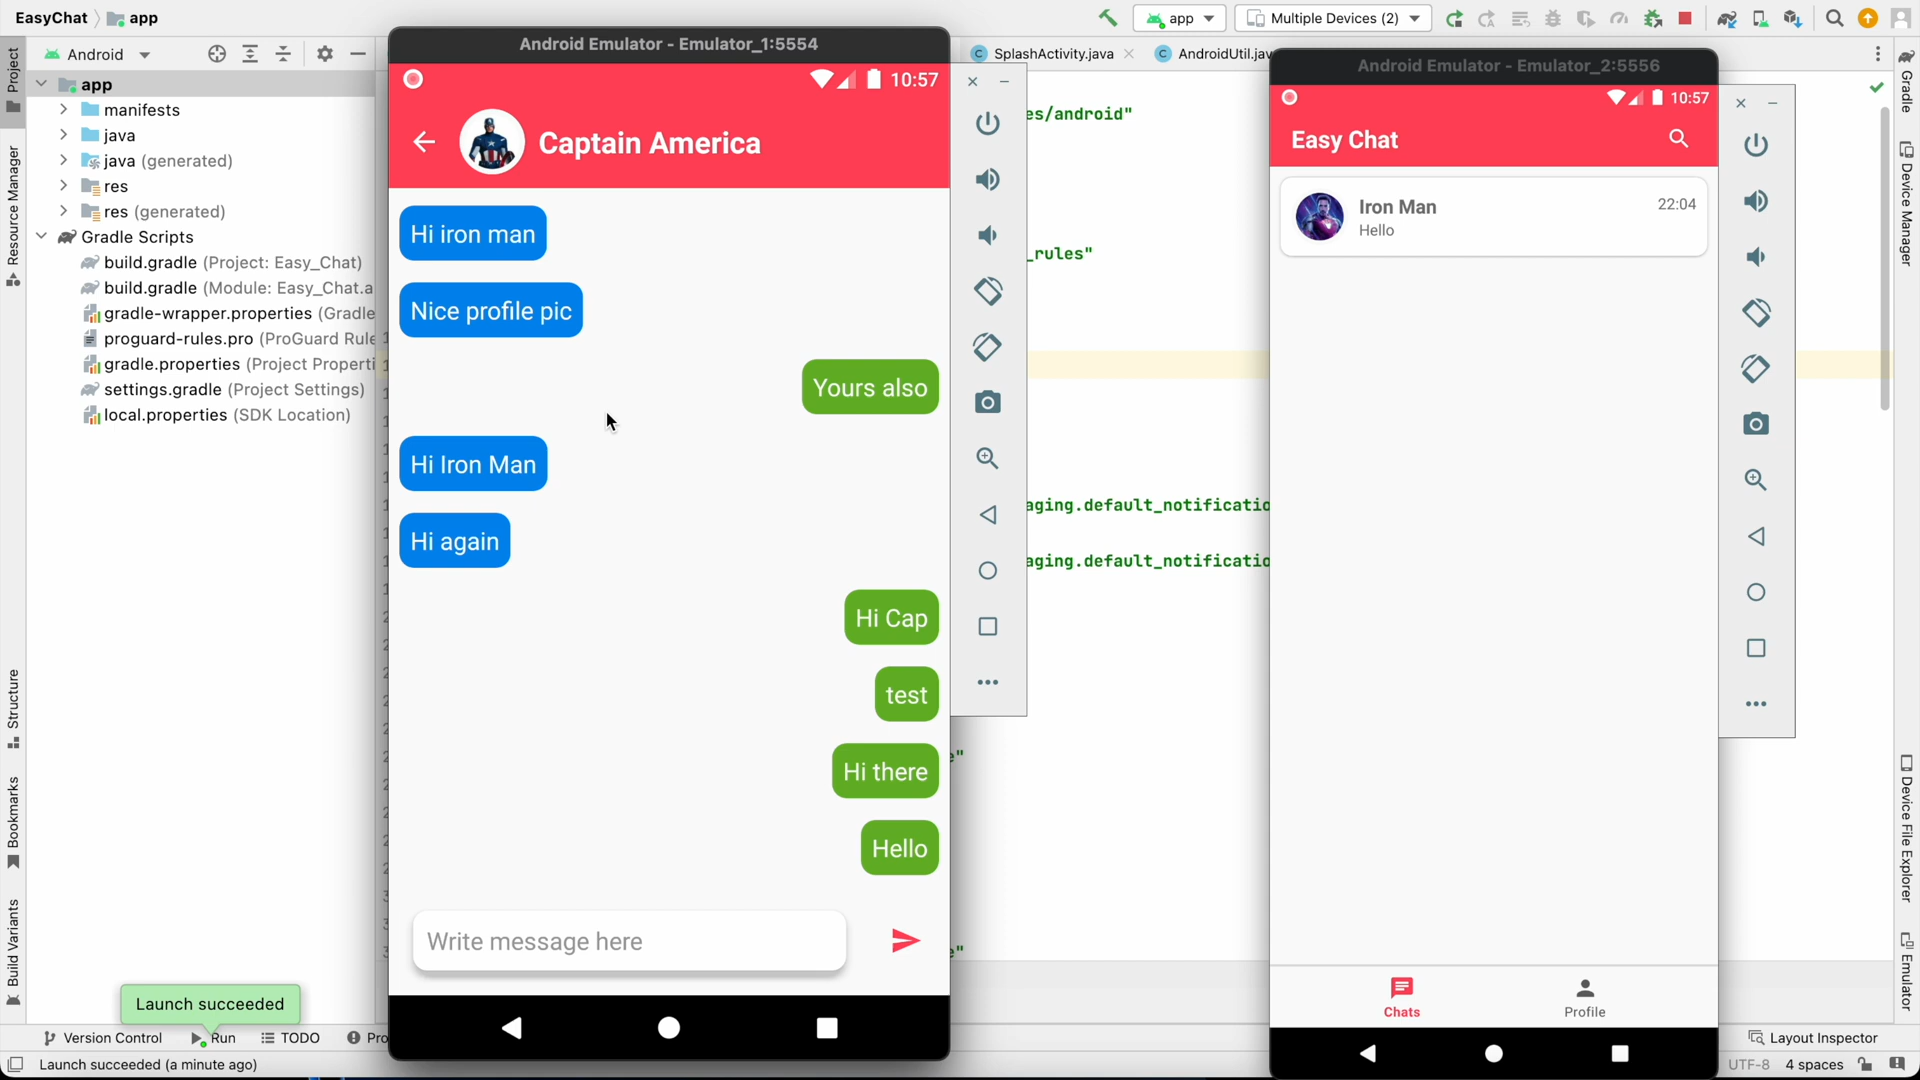 EasyChat
app
app
Multiple Devices (2)
Project
Resource Manager
Structure
Bookmarks
Build Variants
Android
app
manifests
java
java (generated)
res
res (generated)
Gradle Scripts
build.gradle (Project: Easy_Chat)
build.gradle (Module: Easy_Chat.a
gradle-wrapper.properties (Gradle
proguard-rules.pro (ProGuard Rule
gradle.properties (Project Properti
settings.gradle (Project Settings)
local.properties (SDK Location)
Android Emulator - Emulator_1:5554
10:57
Captain America
Hi iron man
Nice profile pic
Yours also
Hi Iron Man
Hi again
Hi Cap
test
Hi there
Hello
Write message here
SplashActivity.java
AndroidUtil.jav
es/android"
_rules"
aging.default_notificatio
aging.default_notificatio
Android Emulator - Emulator_2:5556
10:57
Easy Chat
Iron Man
22:04
Hello
Chats
Profile
Gradle
Device Manager
Device File Explorer
Emulator
Launch succeeded
Version Control
Run
TODO
Pro
Layout Inspector
Launch succeeded (a minute ago)
UTF-8
4 spaces